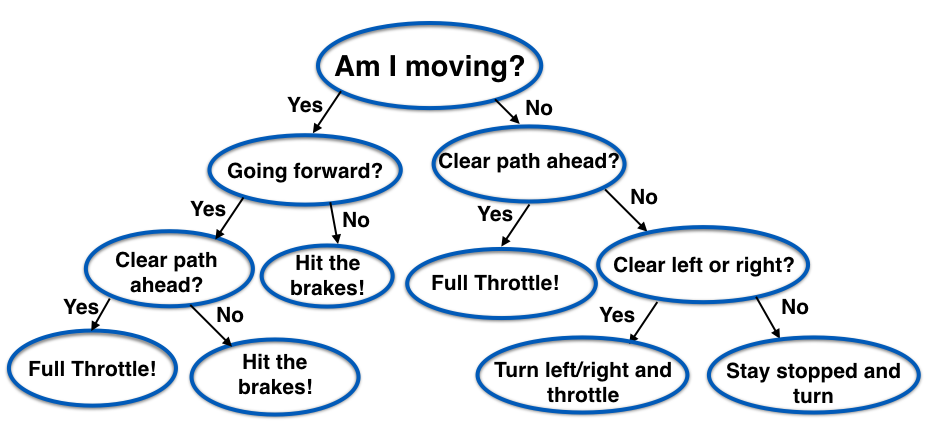 Am I moving?
Yes
No
Going forward?
Clear path ahead?
Yes
No
Yes
No
Clear path
ahead?
Hit the
brakes!
Full Throttle!
Clear left or right?
Yes
No
Yes
No
Full Throttle!
Hit the
brakes!
Turn left/right and
throttle
Stay stopped and
turn